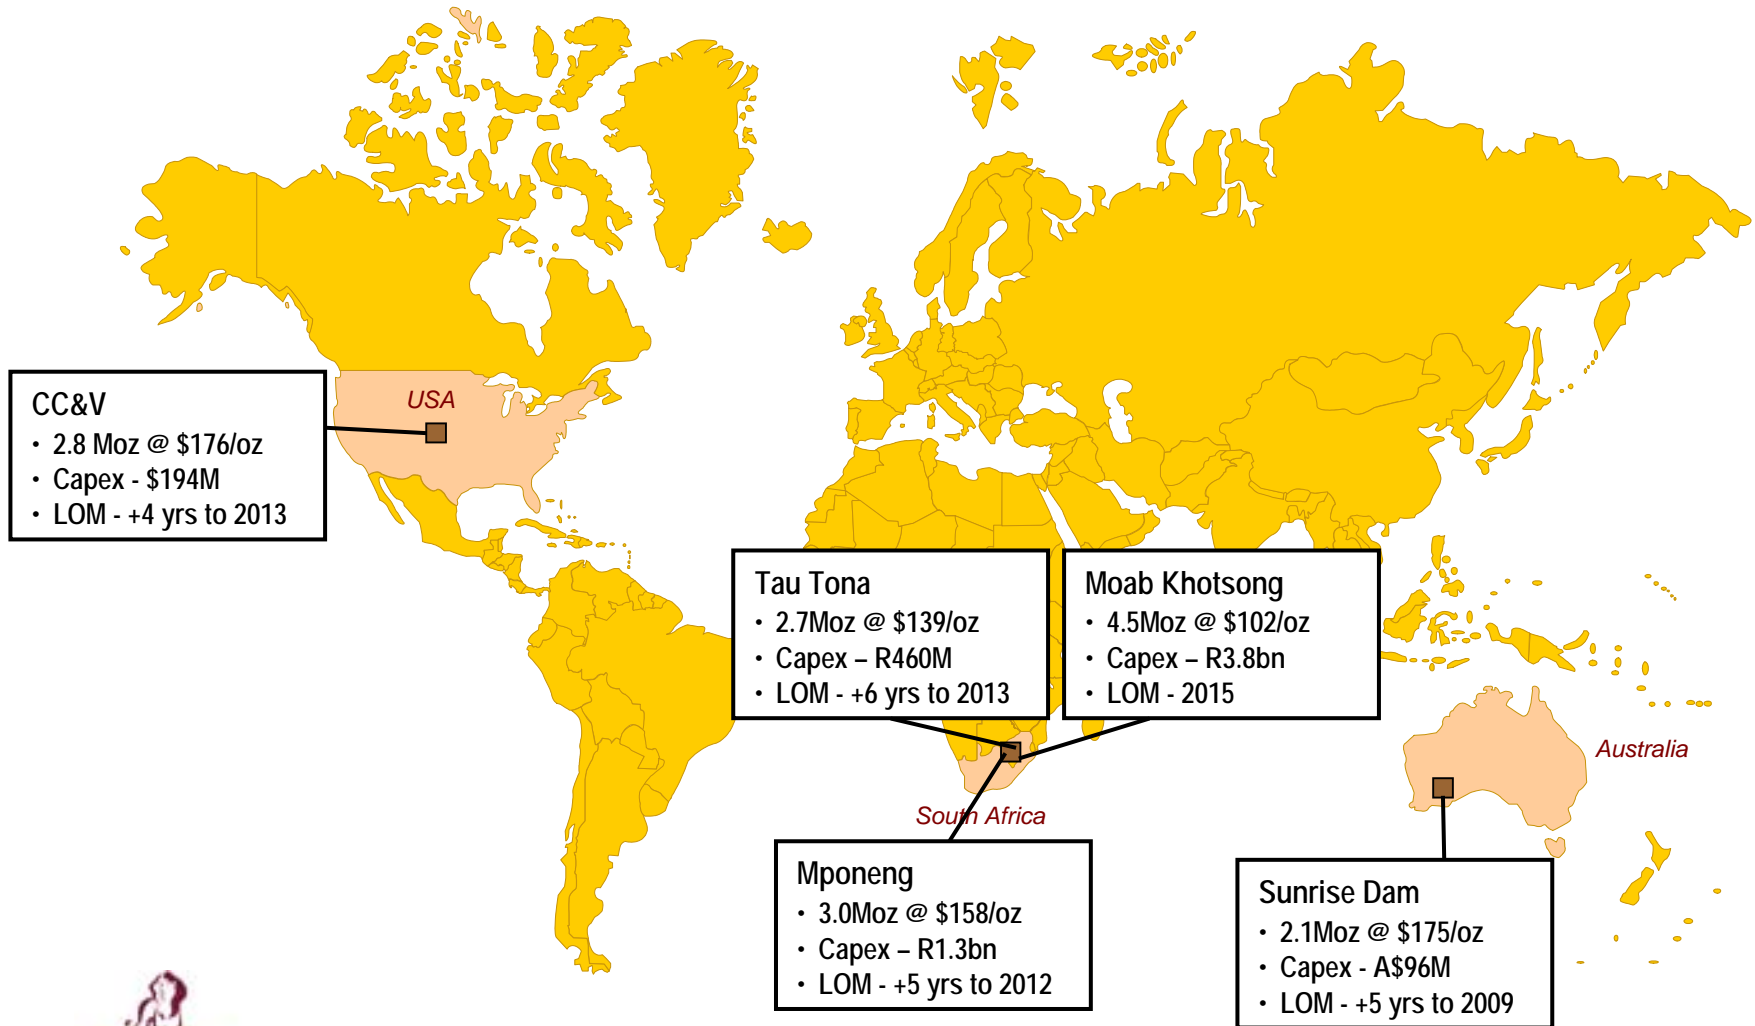 USA
CC&V
• 2.8 Moz @ $176/oz
• Capex - $194M
• LOM - +4 yrs to 2013
Tau Tona
• 2.7Moz @ $139/oz
• Capex – R460M
• LOM - +6 yrs to 2013
Moab Khotsong
• 4.5Moz @ $102/oz
• Capex – R3.8bn
• LOM - 2015
Australia
South Africa
Mponeng
• 3.0Moz @ $158/oz
• Capex – R1.3bn
• LOM - +5 yrs to 2012
Sunrise Dam
• 2.1Moz @ $175/oz
• Capex - A$96M
• LOM - +5 yrs to 2009